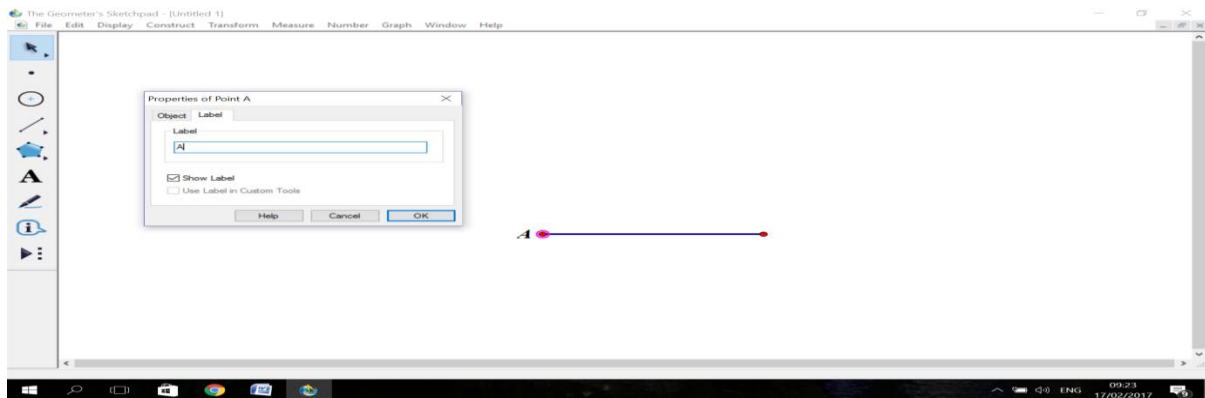 The Geometer's Sketchpad - [Untitled 1]
File Edit Display Construct Transform Measure Number Graph Window Help
Properties of Point A
Object Label
Label
A
Show Label
Use Label in Custom Tools
Help Cancel OK
A
A
ENG 09:23
17/02/2017